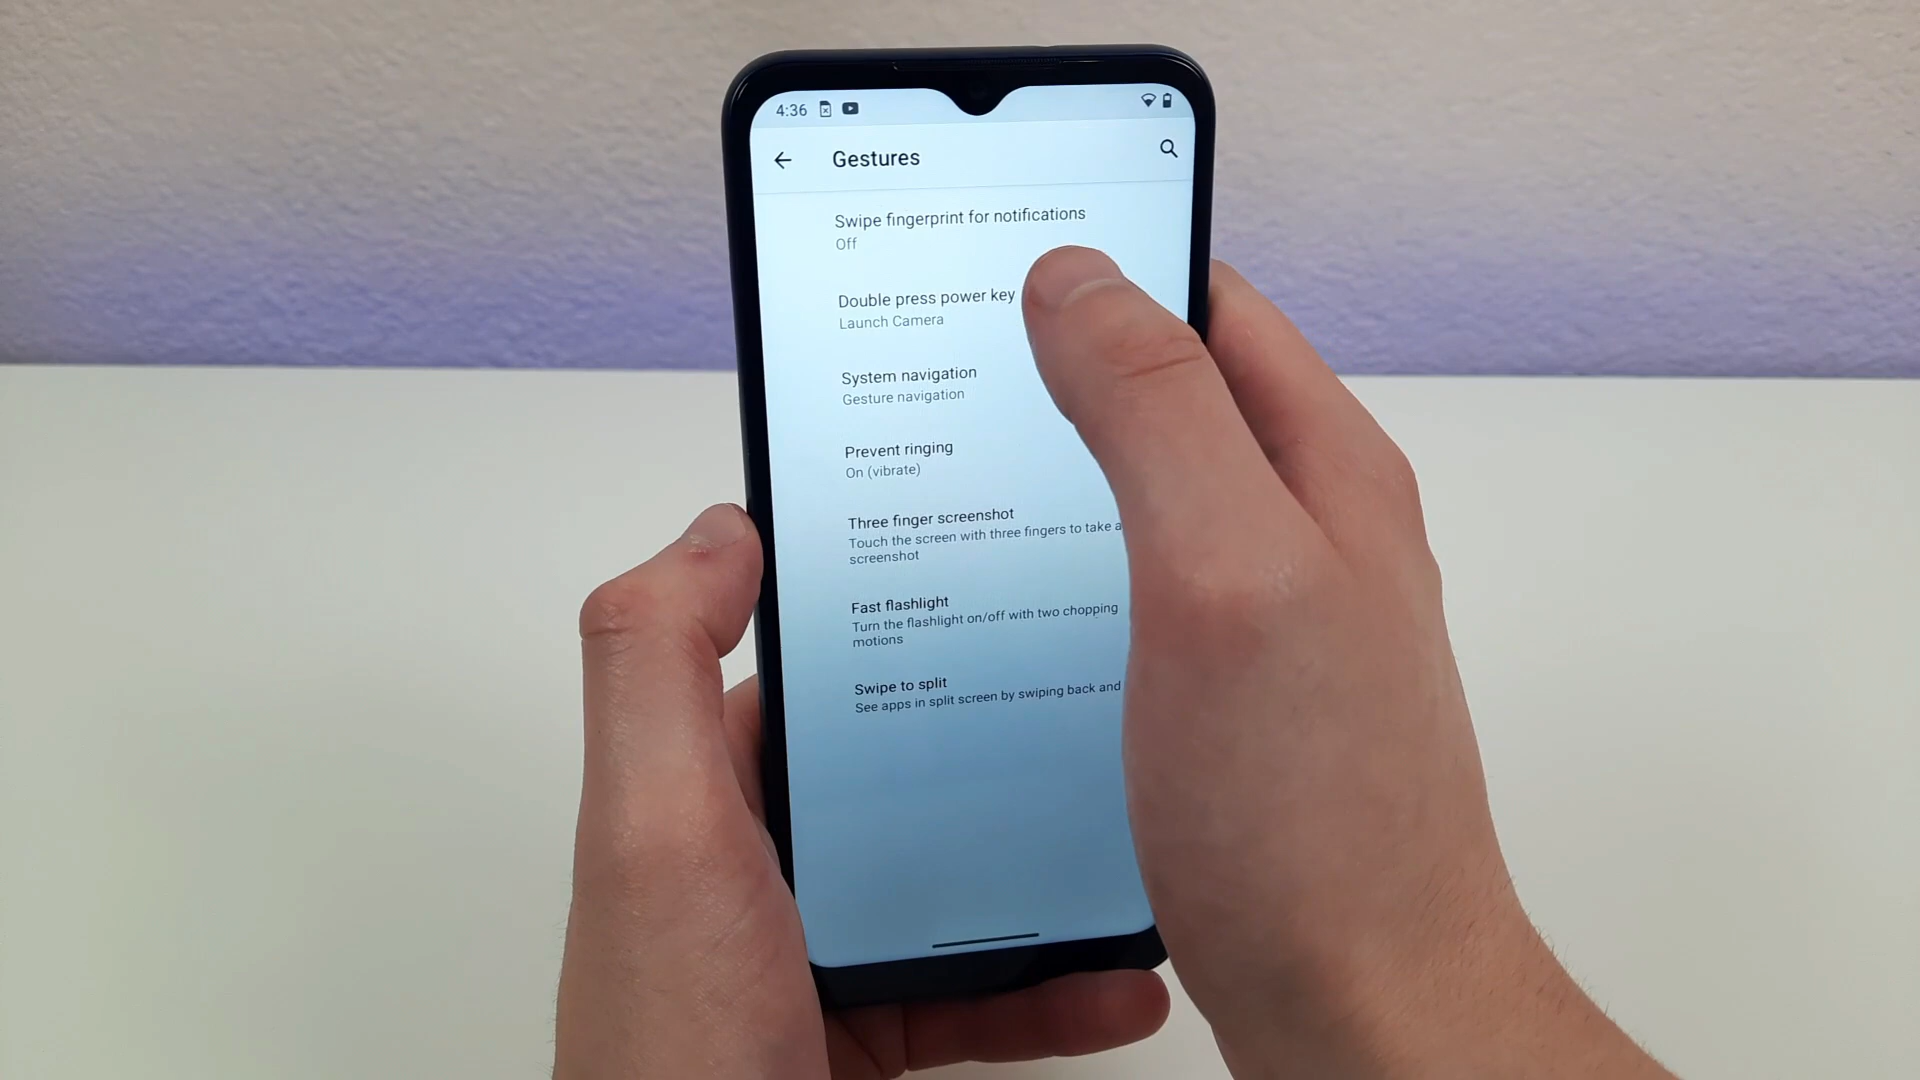 4:36
Gestures
Swipe fingerprint for notifications
Off
Double press power key
Launch Camera
System navigation
Gesture navigation
Prevent ringing
On (vibrate)
Three finger screenshot
Touch the screen with three fingers to take a
screenshot
Fast flashlight
Turn the flashlight on/off with two chopping
motions
Swipe to split
See apps in split screen by swiping back and